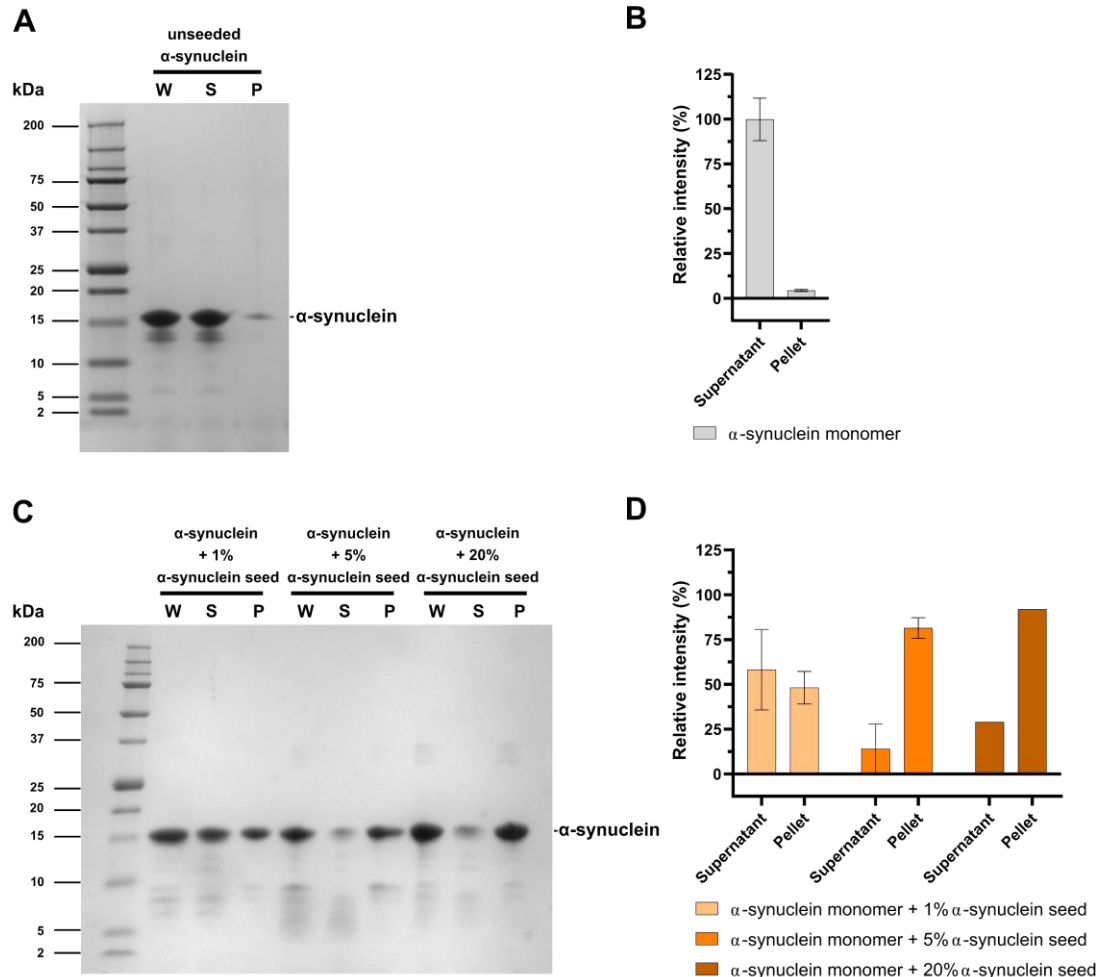 A
unseeded
α-synuclein
kDa
W S P
200
75
50
37
25
20
15
10
5
2
-α-synuclein
B
Relative intensity (%)
125
100
75
50
25
0
Supernatant
Pellet
α-synuclein monomer
C
α-synuclein α-synuclein α-synuclein
+ 1% + 5% + 20%
α-synuclein seed α-synuclein seed α-synuclein seed
kDa
W S P W S P W S P
200
75
50
37
25
20
15
10
5
2
-α-synuclein
D
Relative intensity (%)
125
100
75
50
25
0
Supernatant
Pellet
Supernatant
Pellet
Supernatant
Pellet
α-synuclein monomer + 1% α-synuclein seed
α-synuclein monomer + 5% α-synuclein seed
α-synuclein monomer + 20% α-synuclein seed